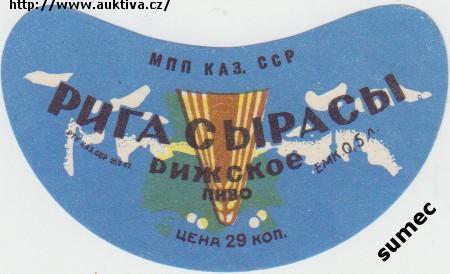 http://www.auktiva.cz/
МПП КАЗ. ССР
РИГА СЫРАСЫ
РИЖСКОЕ
ПИВО
ЕМК. 0,5 л.
ЦЕНА 29 КОП.
sumec